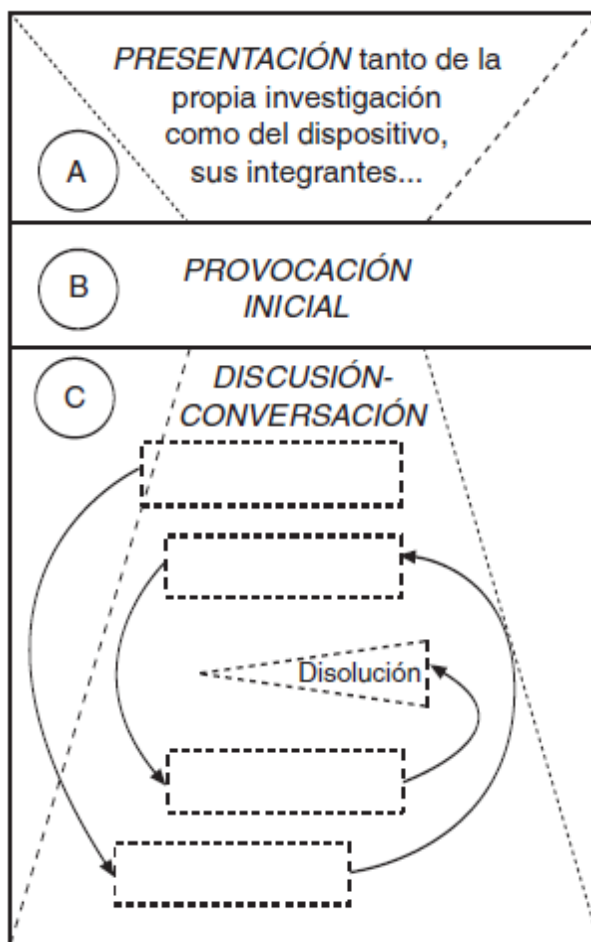 PRESENTACIÓN tanto de la
propia investigación
como del dispositivo,
sus integrantes...
A
B
PROVOCACIÓN
INICIAL
C
DISCUSIÓN-
CONVERSACIÓN
Disolución